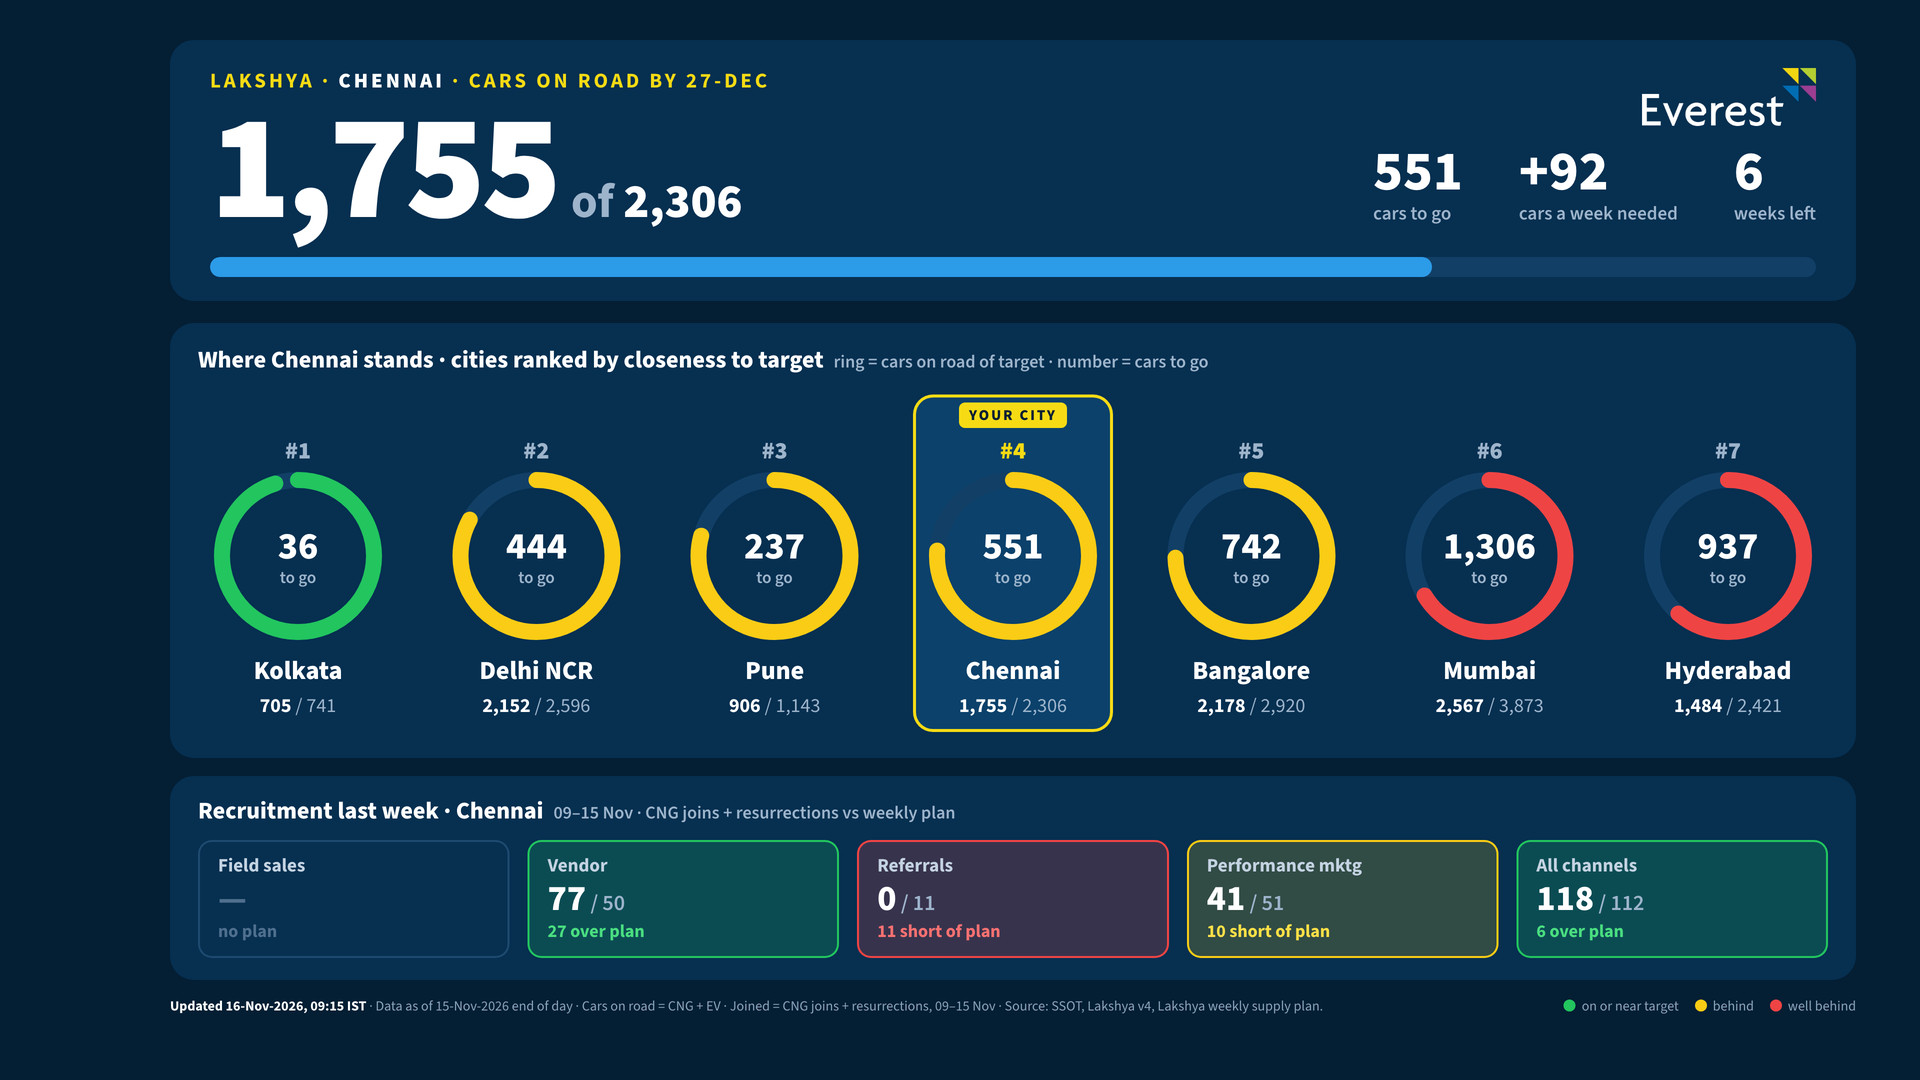 LAKSHYA · CHENNAI · CARS ON ROAD BY 27-DEC
Everest
1,755 of 2,306
551
cars to go
+92
cars a week needed
6
weeks left
Where Chennai stands · cities ranked by closeness to target ring = cars on road of target · number = cars to go
YOUR CITY
#1
36
to go
Kolkata
705 / 741
#2
444
to go
Delhi NCR
2,152 / 2,596
#3
237
to go
Pune
906 / 1,143
#4
551
to go
Chennai
1,755 / 2,306
#5
742
to go
Bangalore
2,178 / 2,920
#6
1,306
to go
Mumbai
2,567 / 3,873
#7
937
to go
Hyderabad
1,484 / 2,421
Recruitment last week · Chennai 09–15 Nov · CNG joins + resurrections vs weekly plan
Field sales
—
no plan
Vendor
77 / 50
27 over plan
Referrals
0 / 11
11 short of plan
Performance mktg
41 / 51
10 short of plan
All channels
118 / 112
6 over plan
Updated 16-Nov-2026, 09:15 IST · Data as of 15-Nov-2026 end of day · Cars on road = CNG + EV · Joined = CNG joins + resurrections, 09–15 Nov · Source: SSOT, Lakshya v4, Lakshya weekly supply plan.
on or near target
behind
well behind